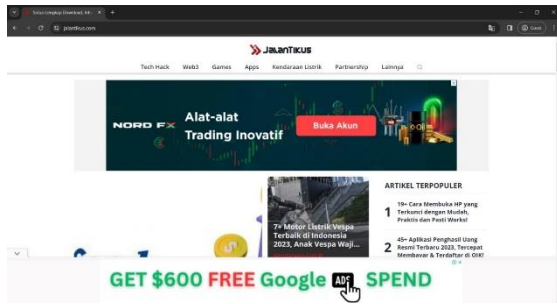 jalantikus.com
Guest
JALANTIKUS
Tech Hack Web3 Games Apps Kendaraan Listrik Partnership Lainnya
NORD FX
Alat-alat
Trading Inovatif
Buka Akun
Oil
7+ Motor Listrik Vespa
Terbaik di Indonesia
2023, Anak Vespa Waji...
ARTIKEL TERPOPULER
1
19+ Cara Membuka HP yang
Terkunci dengan Mudah,
Praktis dan Pasti Works!
2
45+ Aplikasi Penghasil Uang
Resmi Terbaru 2023, Tercepat
Membayar & Terdaftar di OJK!
GET $600 FREE Google ADS SPEND